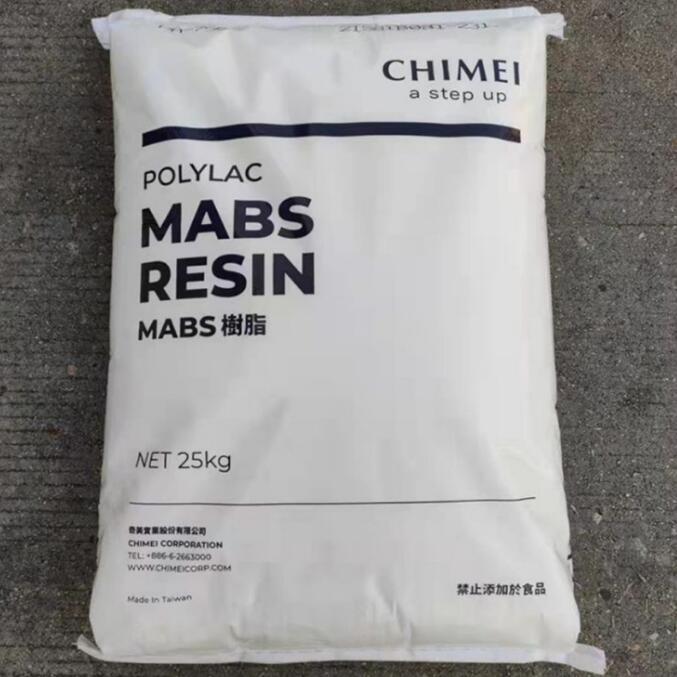 CHIMEI
a step up
POLYLAC
MABS
RESIN
MABS 樹脂
NET 25kg
奇美實業股份有限公司
CHIMEI CORPORATION
TEL: +886-6-2663000
WWW.CHIMEICORP.COM
Made In Taiwan
禁止添加於食品